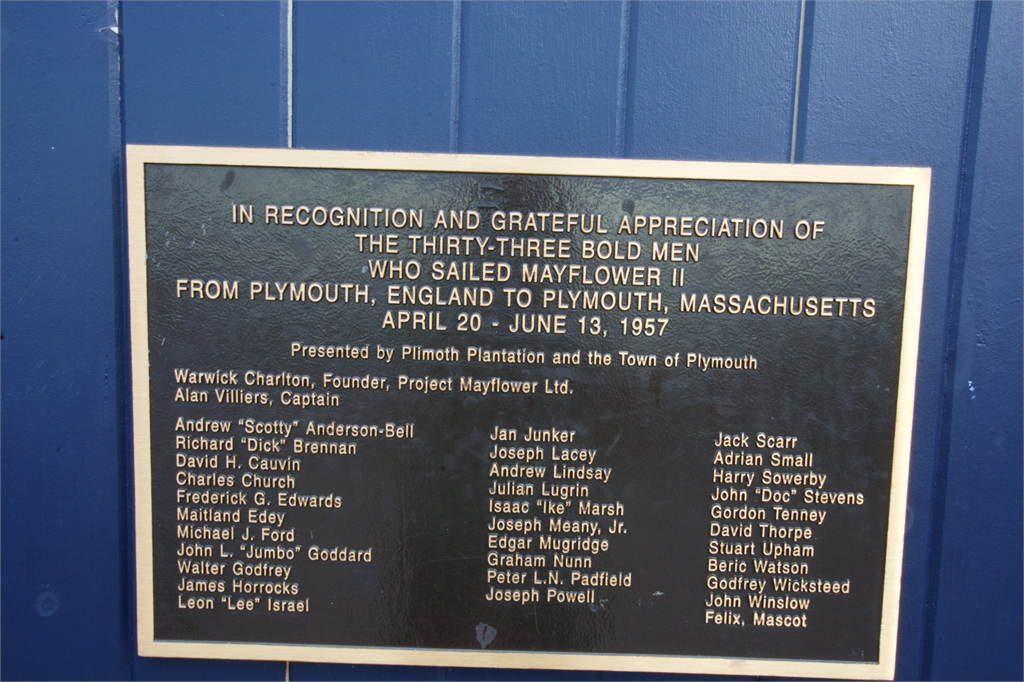 IN RECOGNITION AND GRATEFUL APPRECIATION OF
THE THIRTY-THREE BOLD MEN
WHO SAILED MAYFLOWER II
FROM PLYMOUTH, ENGLAND TO PLYMOUTH, MASSACHUSETTS
APRIL 20 - JUNE 13, 1957
Presented by Plimoth Plantation and the Town of Plymouth
Warwick Charlton, Founder, Project Mayflower Ltd.
Alan Villiers, Captain
Andrew "Scotty" Anderson-Bell
Richard "Dick" Brennan
David H. Cauvin
Charles Church
Frederick G. Edwards
Maitland Edey
Michael J. Ford
John L. "Jumbo" Goddard
Walter Godfrey
James Horrocks
Leon "Lee" Israel
Jan Junker
Joseph Lacey
Andrew Lindsay
Julian Lugrin
Isaac "Ike" Marsh
Joseph Meany, Jr.
Edgar Mugridge
Graham Nunn
Peter L.N. Padfield
Joseph Powell
Jack Scarr
Adrian Small
Harry Sowerby
John "Doc" Stevens
Gordon Tenney
David Thorpe
Stuart Upham
Beric Watson
Godfrey Wicksteed
John Winslow
Felix, Mascot